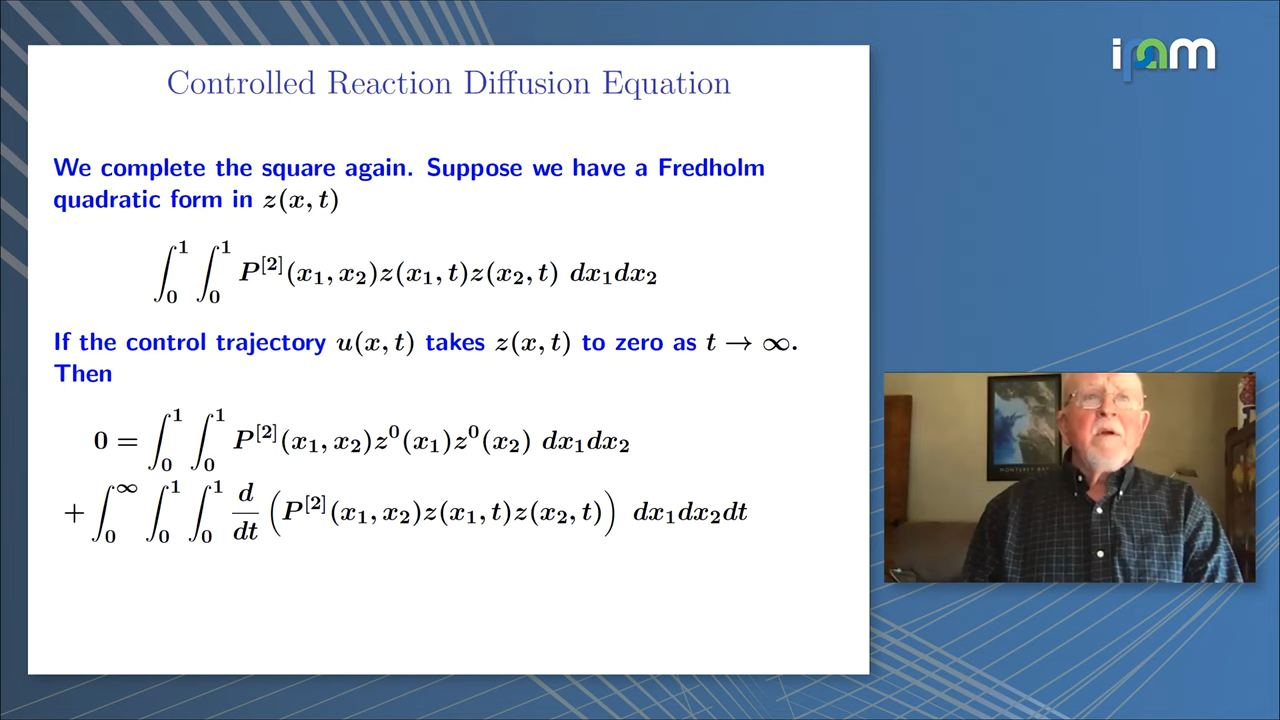 Controlled Reaction Diffusion Equation
ipam
We complete the square again. Suppose we have a Fredholm
quadratic form in z(x, t)
∫₀¹ ∫₀¹ P^[2](x₁, x₂)z(x₁, t)z(x₂, t) dx₁dx₂
If the control trajectory u(x, t) takes z(x, t) to zero as t → ∞.
Then
0 = ∫₀¹ ∫₀¹ P^[2](x₁, x₂)z⁰(x₁)z⁰(x₂) dx₁dx₂
+ ∫₀^∞ ∫₀¹ ∫₀¹ d/dt (P^[2](x₁, x₂)z(x₁, t)z(x₂, t)) dx₁dx₂dt